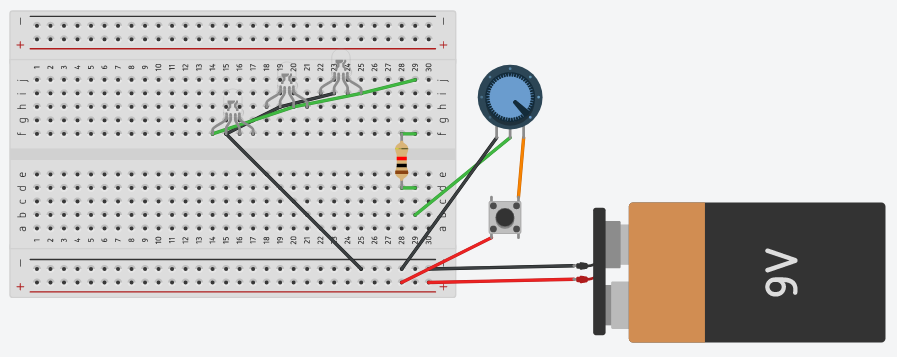 − −
+ +
1 2 3 4 5 6 7 8 9 10 11 12 13 14 15 16 17 18 19 20 21 22 23 24 25 26 27 28 29 30
j j
i i
h h
g g
f f
e e
d d
c c
b b
a a
1 2 3 4 5 6 7 8 9 10 11 12 13 14 15 16 17 18 19 20 21 22 23 24 25 26 27 28 29 30
− −
+ +
9V